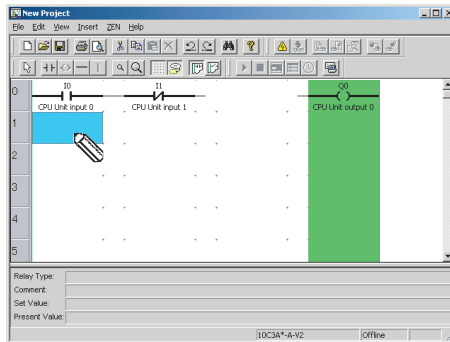 New Project
File Edit View Insert ZEN Help
0
I0
I1
Q0
CPU Unit input 0
CPU Unit input 1
CPU Unit output 0
1
2
3
4
5
Relay Type:
Comment:
Set Value:
Present Value:
10C3A*-A-V2
Offline